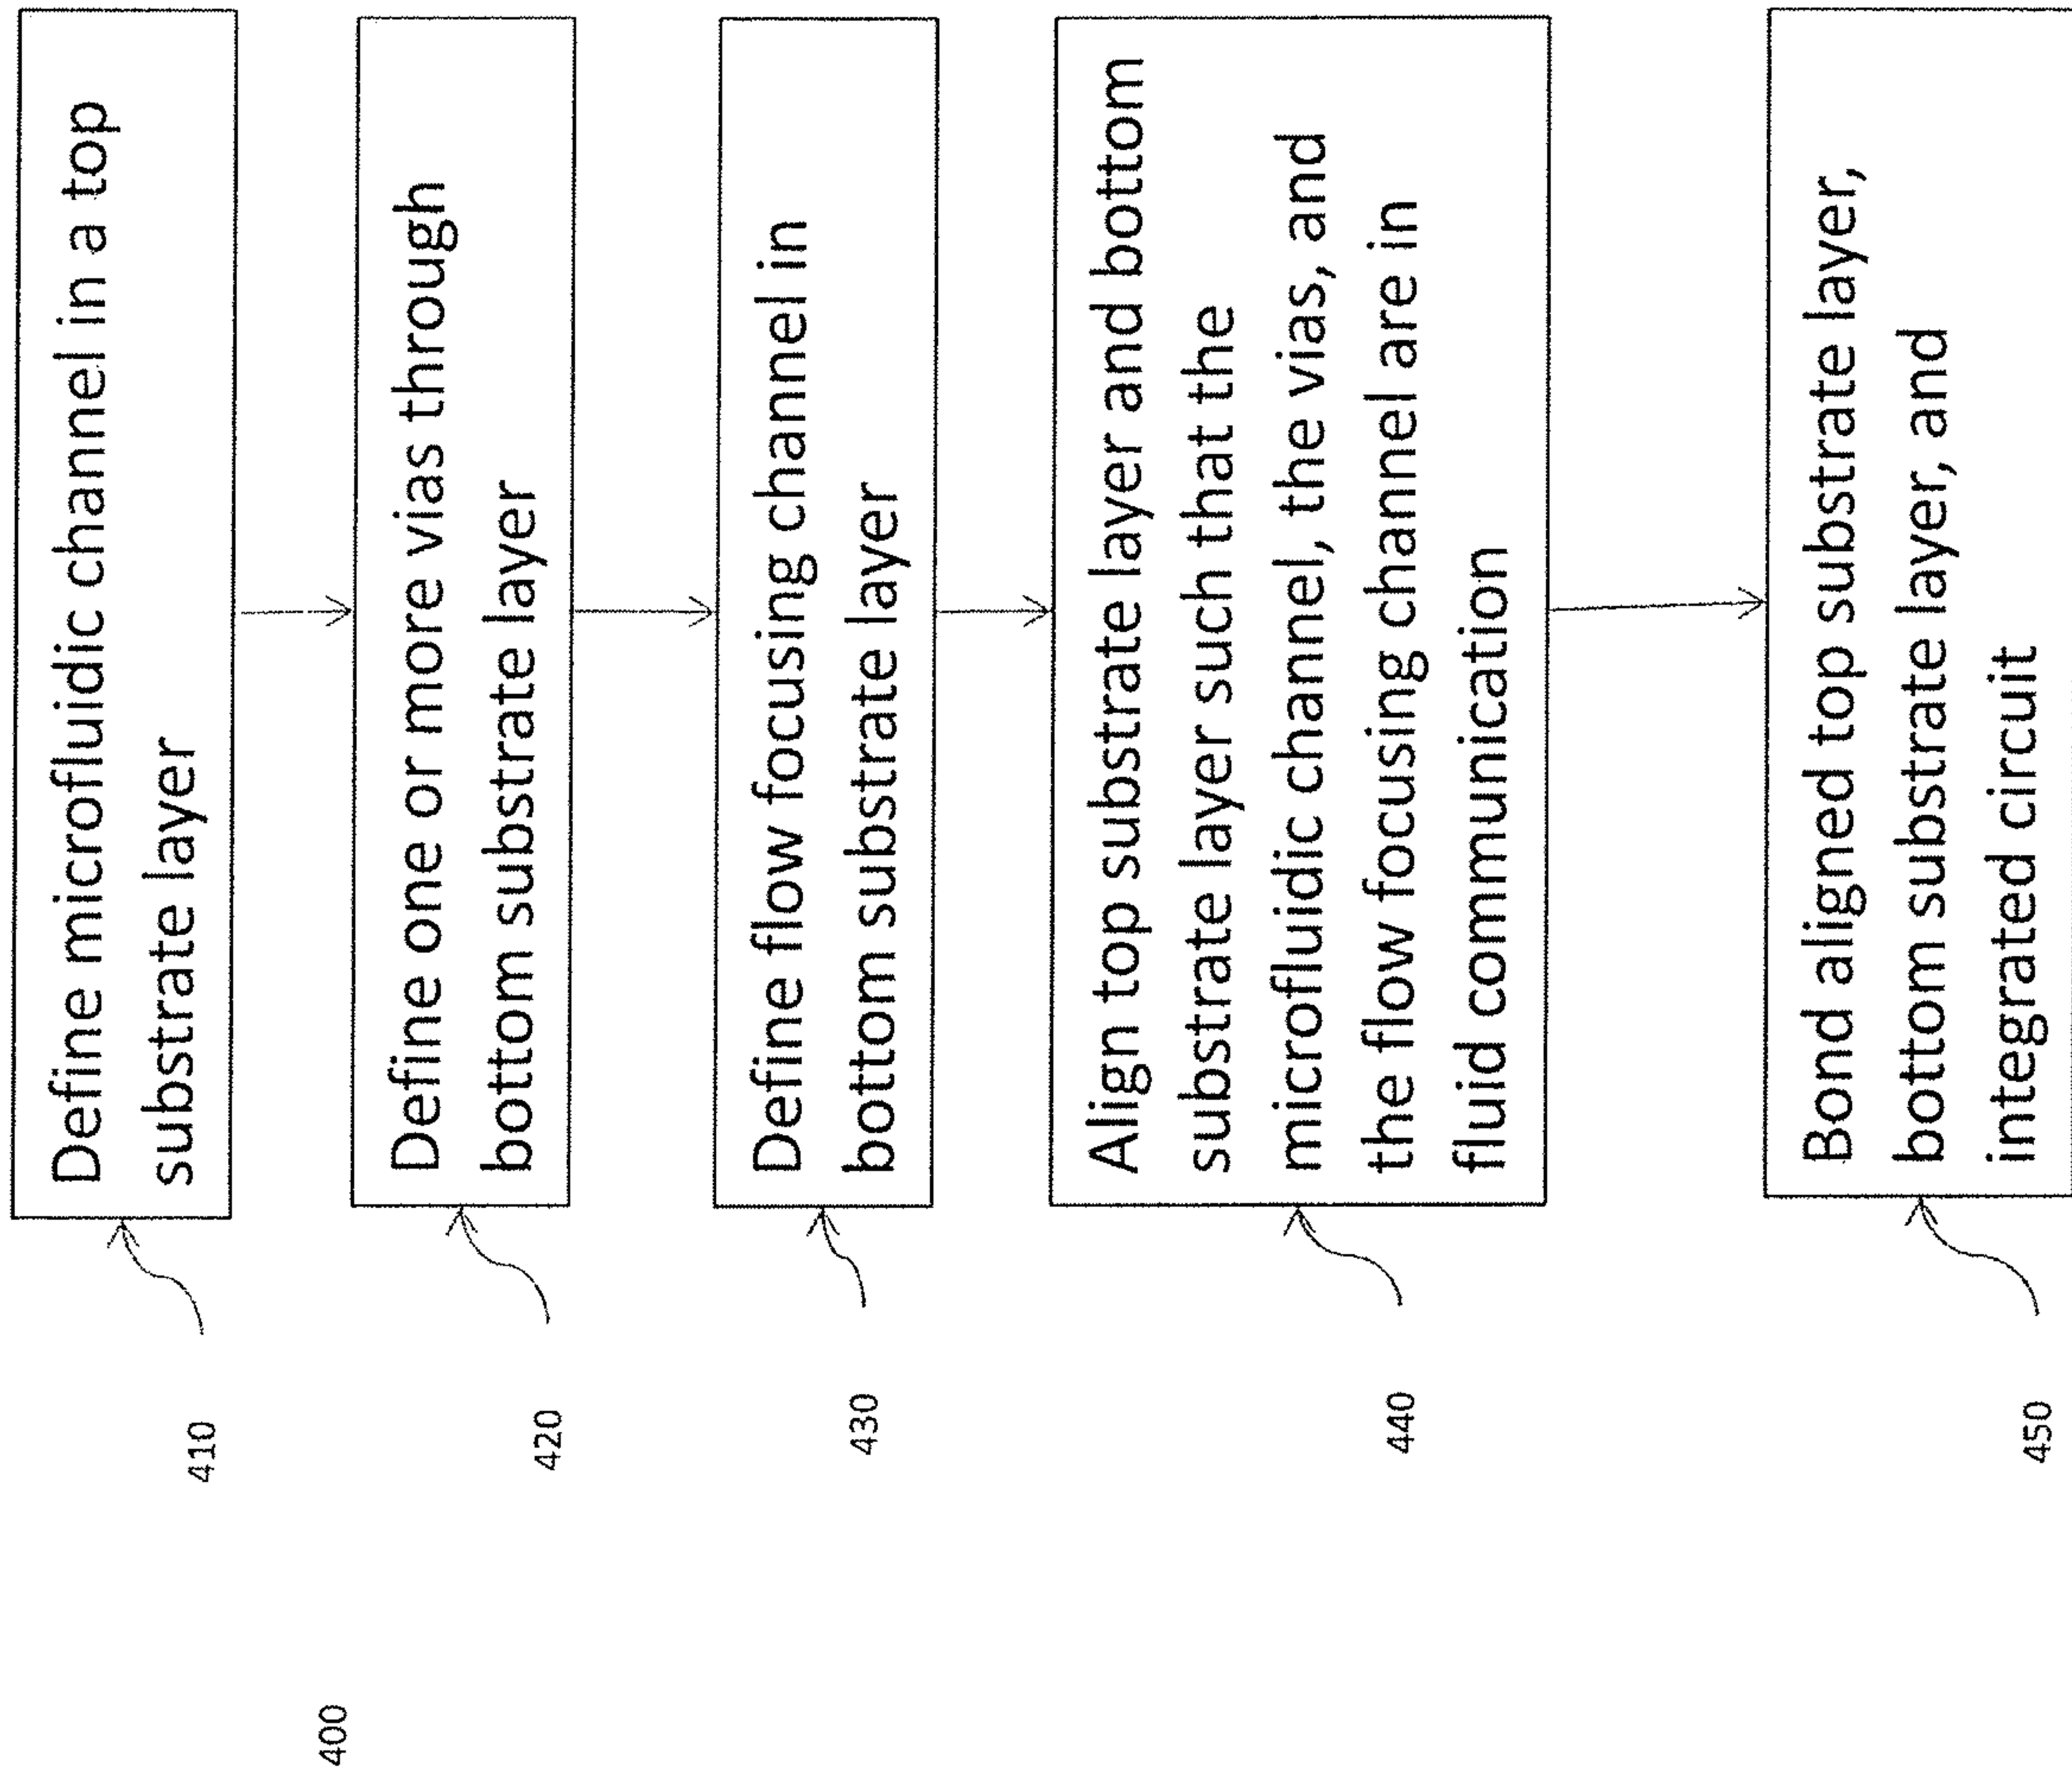 400
410
Define microfluidic channel in a top
substrate layer
420
Define one or more vias through
bottom substrate layer
430
Define flow focusing channel in
bottom substrate layer
440
Align top substrate layer and bottom
substrate layer such that the
microfluidic channel, the vias, and
the flow focusing channel are in
fluid communication
450
Bond aligned top substrate layer,
bottom substrate layer, and
integrated circuit